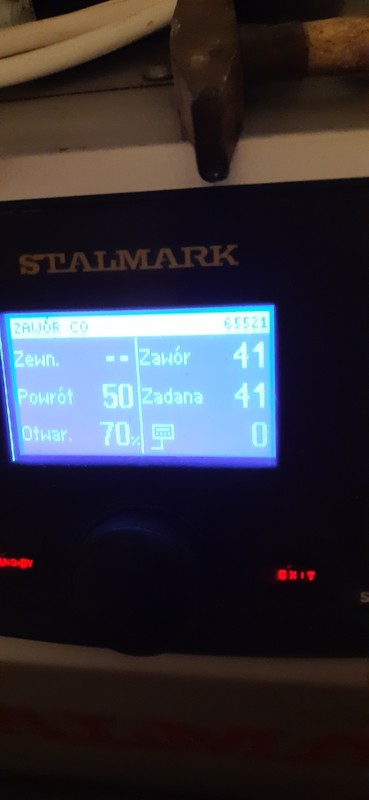 STALMARK
ZAWÓR CO 65521
Zewn. -- Zawór 41
Powrót 50 Zadana 41
Otwar. 70% 0
EXIT